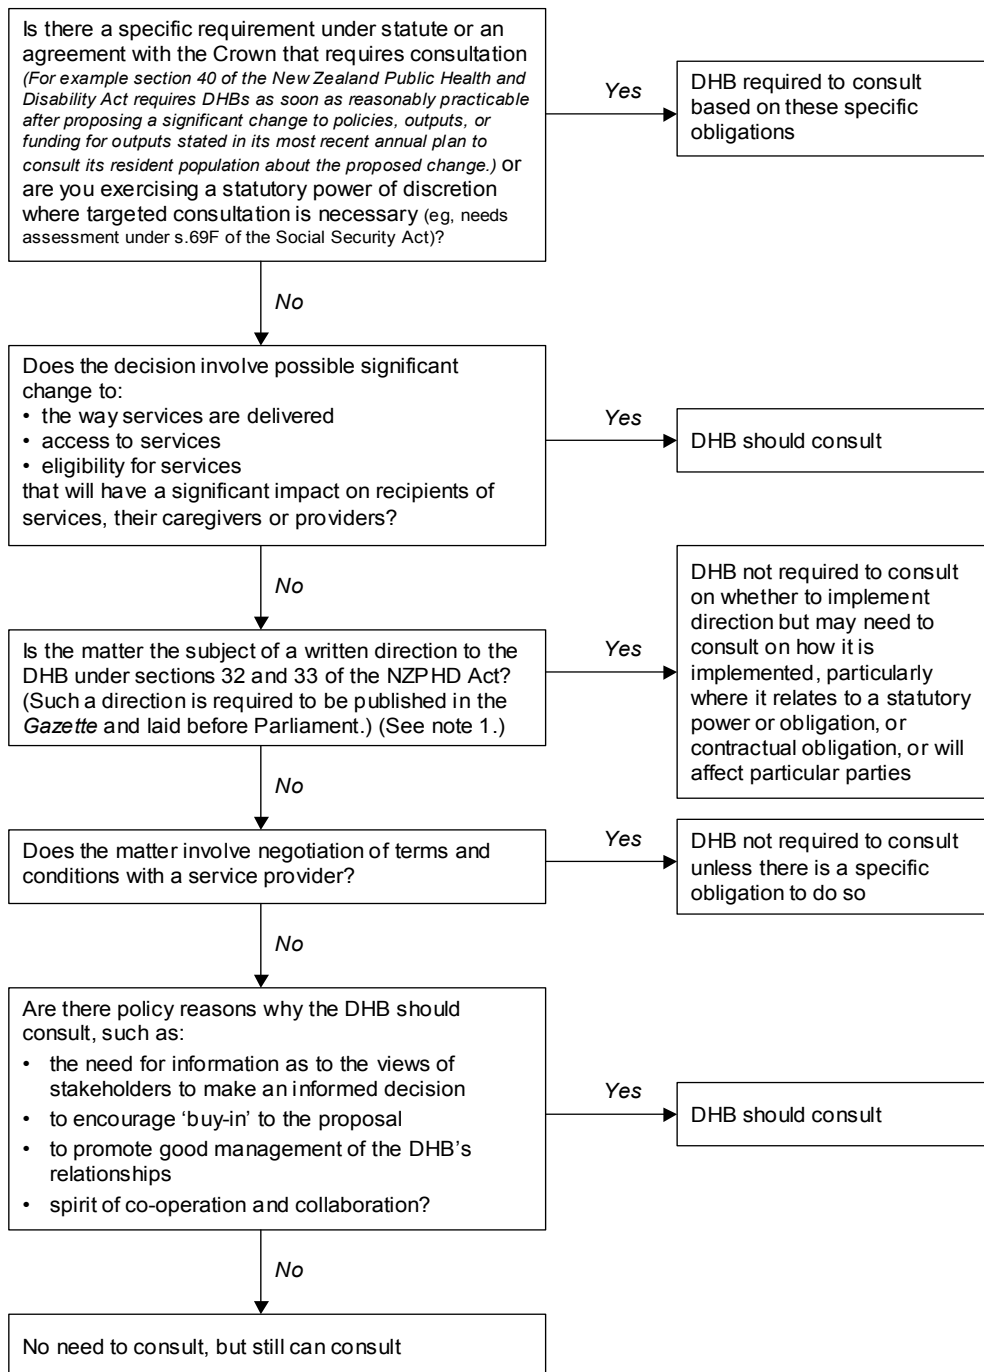 Is there a specific requirement under statute or an
agreement with the Crown that requires consultation
(For example section 40 of the New Zealand Public Health and
Disability Act requires DHBs as soon as reasonably practicable
after proposing a significant change to policies, outputs, or
funding for outputs stated in its most recent annual plan to
consult its resident population about the proposed change.) or
are you exercising a statutory power of discretion
where targeted consultation is necessary (eg, needs
assessment under s.69F of the Social Security Act)?
Yes
DHB required to consult
based on these specific
obligations
No
Does the decision involve possible significant
change to:
• the way services are delivered
• access to services
• eligibility for services
that will have a significant impact on recipients of
services, their caregivers or providers?
Yes
DHB should consult
No
Is the matter the subject of a written direction to the
DHB under sections 32 and 33 of the NZPHD Act?
(Such a direction is required to be published in the
Gazette and laid before Parliament.) (See note 1.)
Yes
DHB not required to consult
on whether to implement
direction but may need to
consult on how it is
implemented, particularly
where it relates to a statutory
power or obligation, or
contractual obligation, or will
affect particular parties
No
Does the matter involve negotiation of terms and
conditions with a service provider?
Yes
DHB not required to consult
unless there is a specific
obligation to do so
No
Are there policy reasons why the DHB should
consult, such as:
• the need for information as to the views of
stakeholders to make an informed decision
• to encourage ‘buy-in’ to the proposal
• to promote good management of the DHB’s
relationships
• spirit of co-operation and collaboration?
Yes
DHB should consult
No
No need to consult, but still can consult